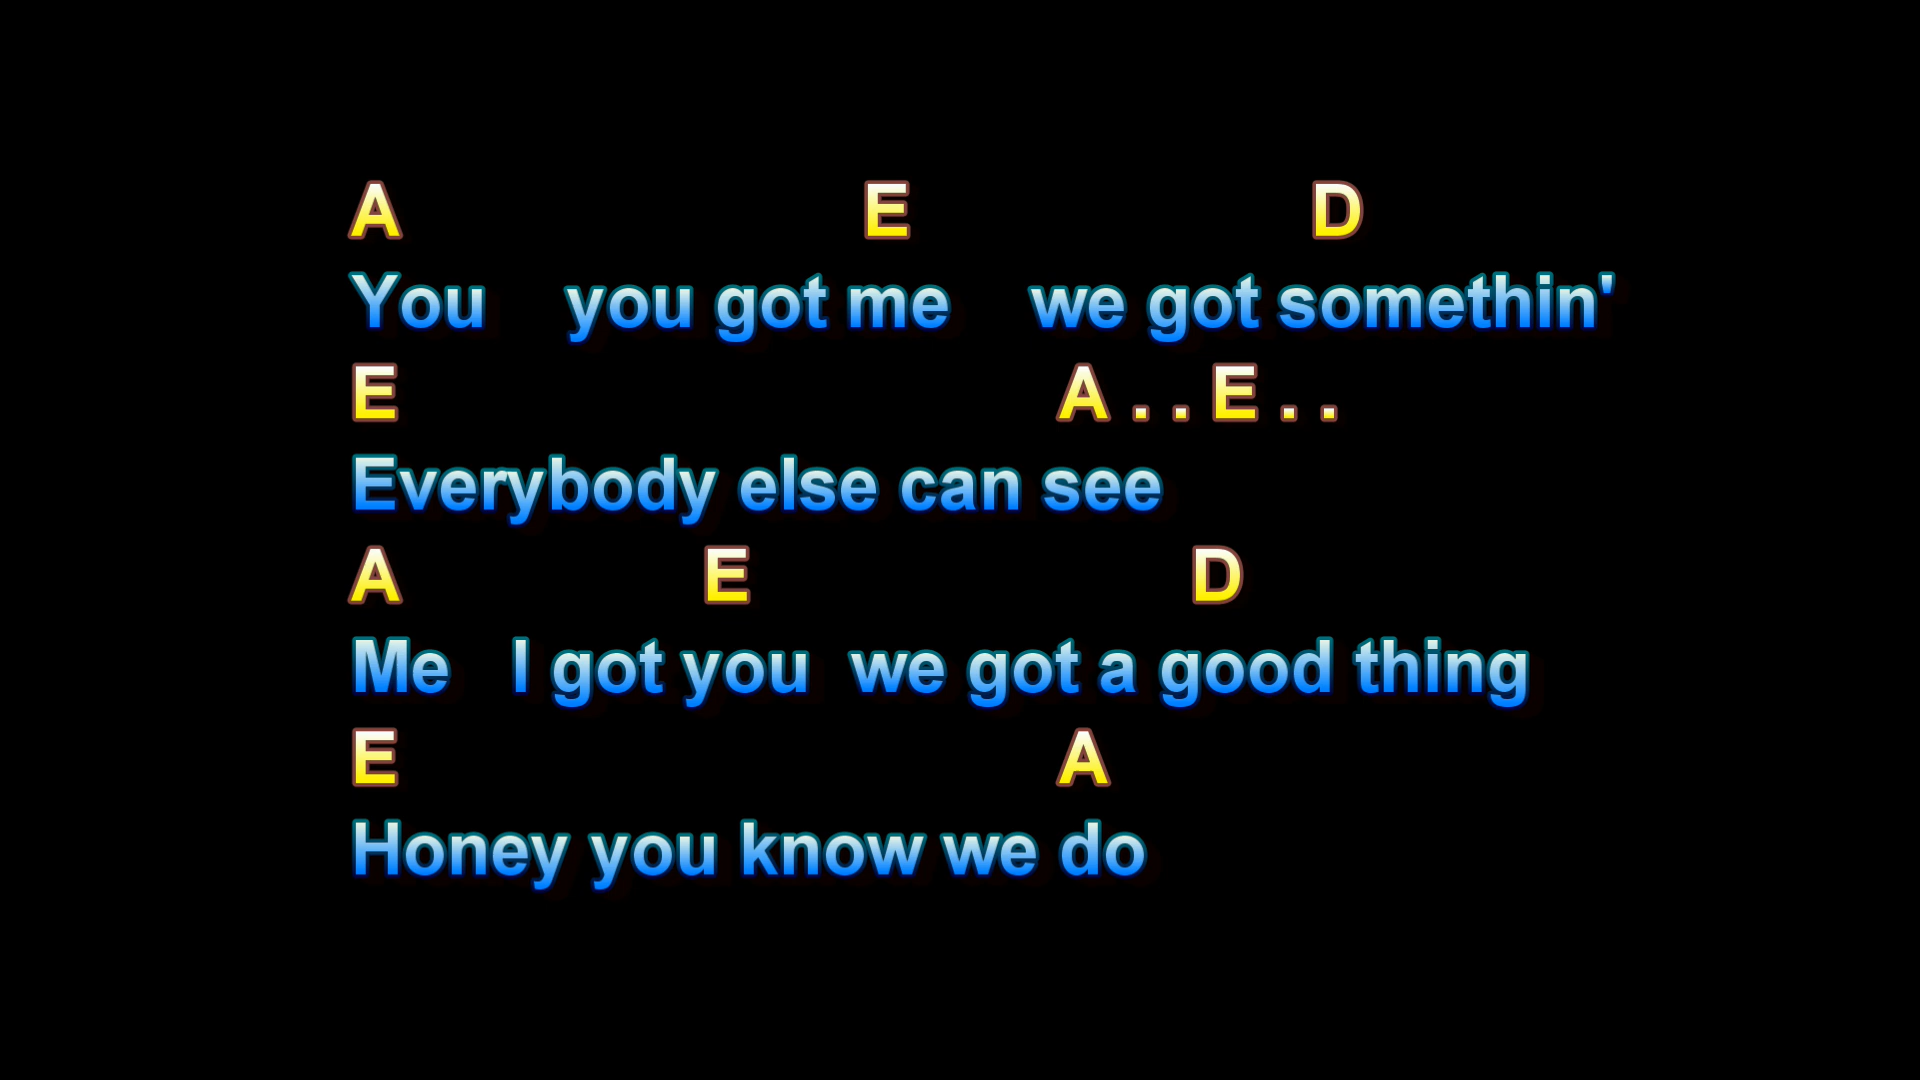 A E D
You you got me we got somethin'
E A . . E . .
Everybody else can see
A E D
Me I got you we got a good thing
E A
Honey you know we do